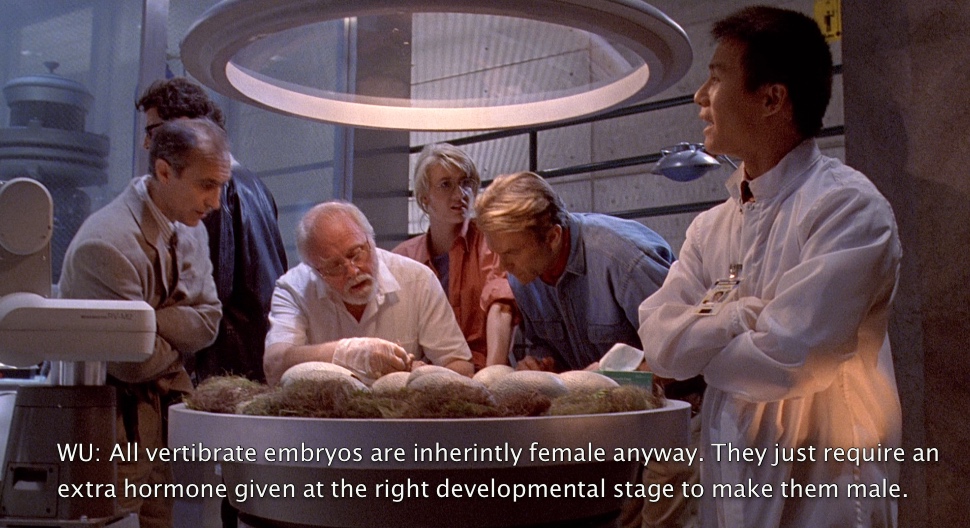 WU: All vertibrate embryos are inherintly female anyway. They just require an
extra hormone given at the right developmental stage to make them male.